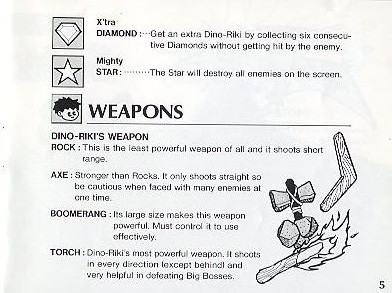 X'tra
DIAMOND :···Get an extra Dino-Riki by collecting six consecu-
tive Diamonds without getting hit by the enemy.
Mighty
STAR :·········The Star will destroy all enemies on the screen.
WEAPONS
DINO-RIKI'S WEAPON
ROCK : This is the least powerful weapon of all and it shoots short
range.
AXE : Stronger than Rocks. It only shoots straight so
be cautious when faced with many enemies at
one time.
BOOMERANG : Its large size makes this weapon
powerful. Must control it to use
effectively.
TORCH : Dino-Riki's most powerful weapon. It shoots
in every direction (except behind) and
very helpful in defeating Big Bosses.
5